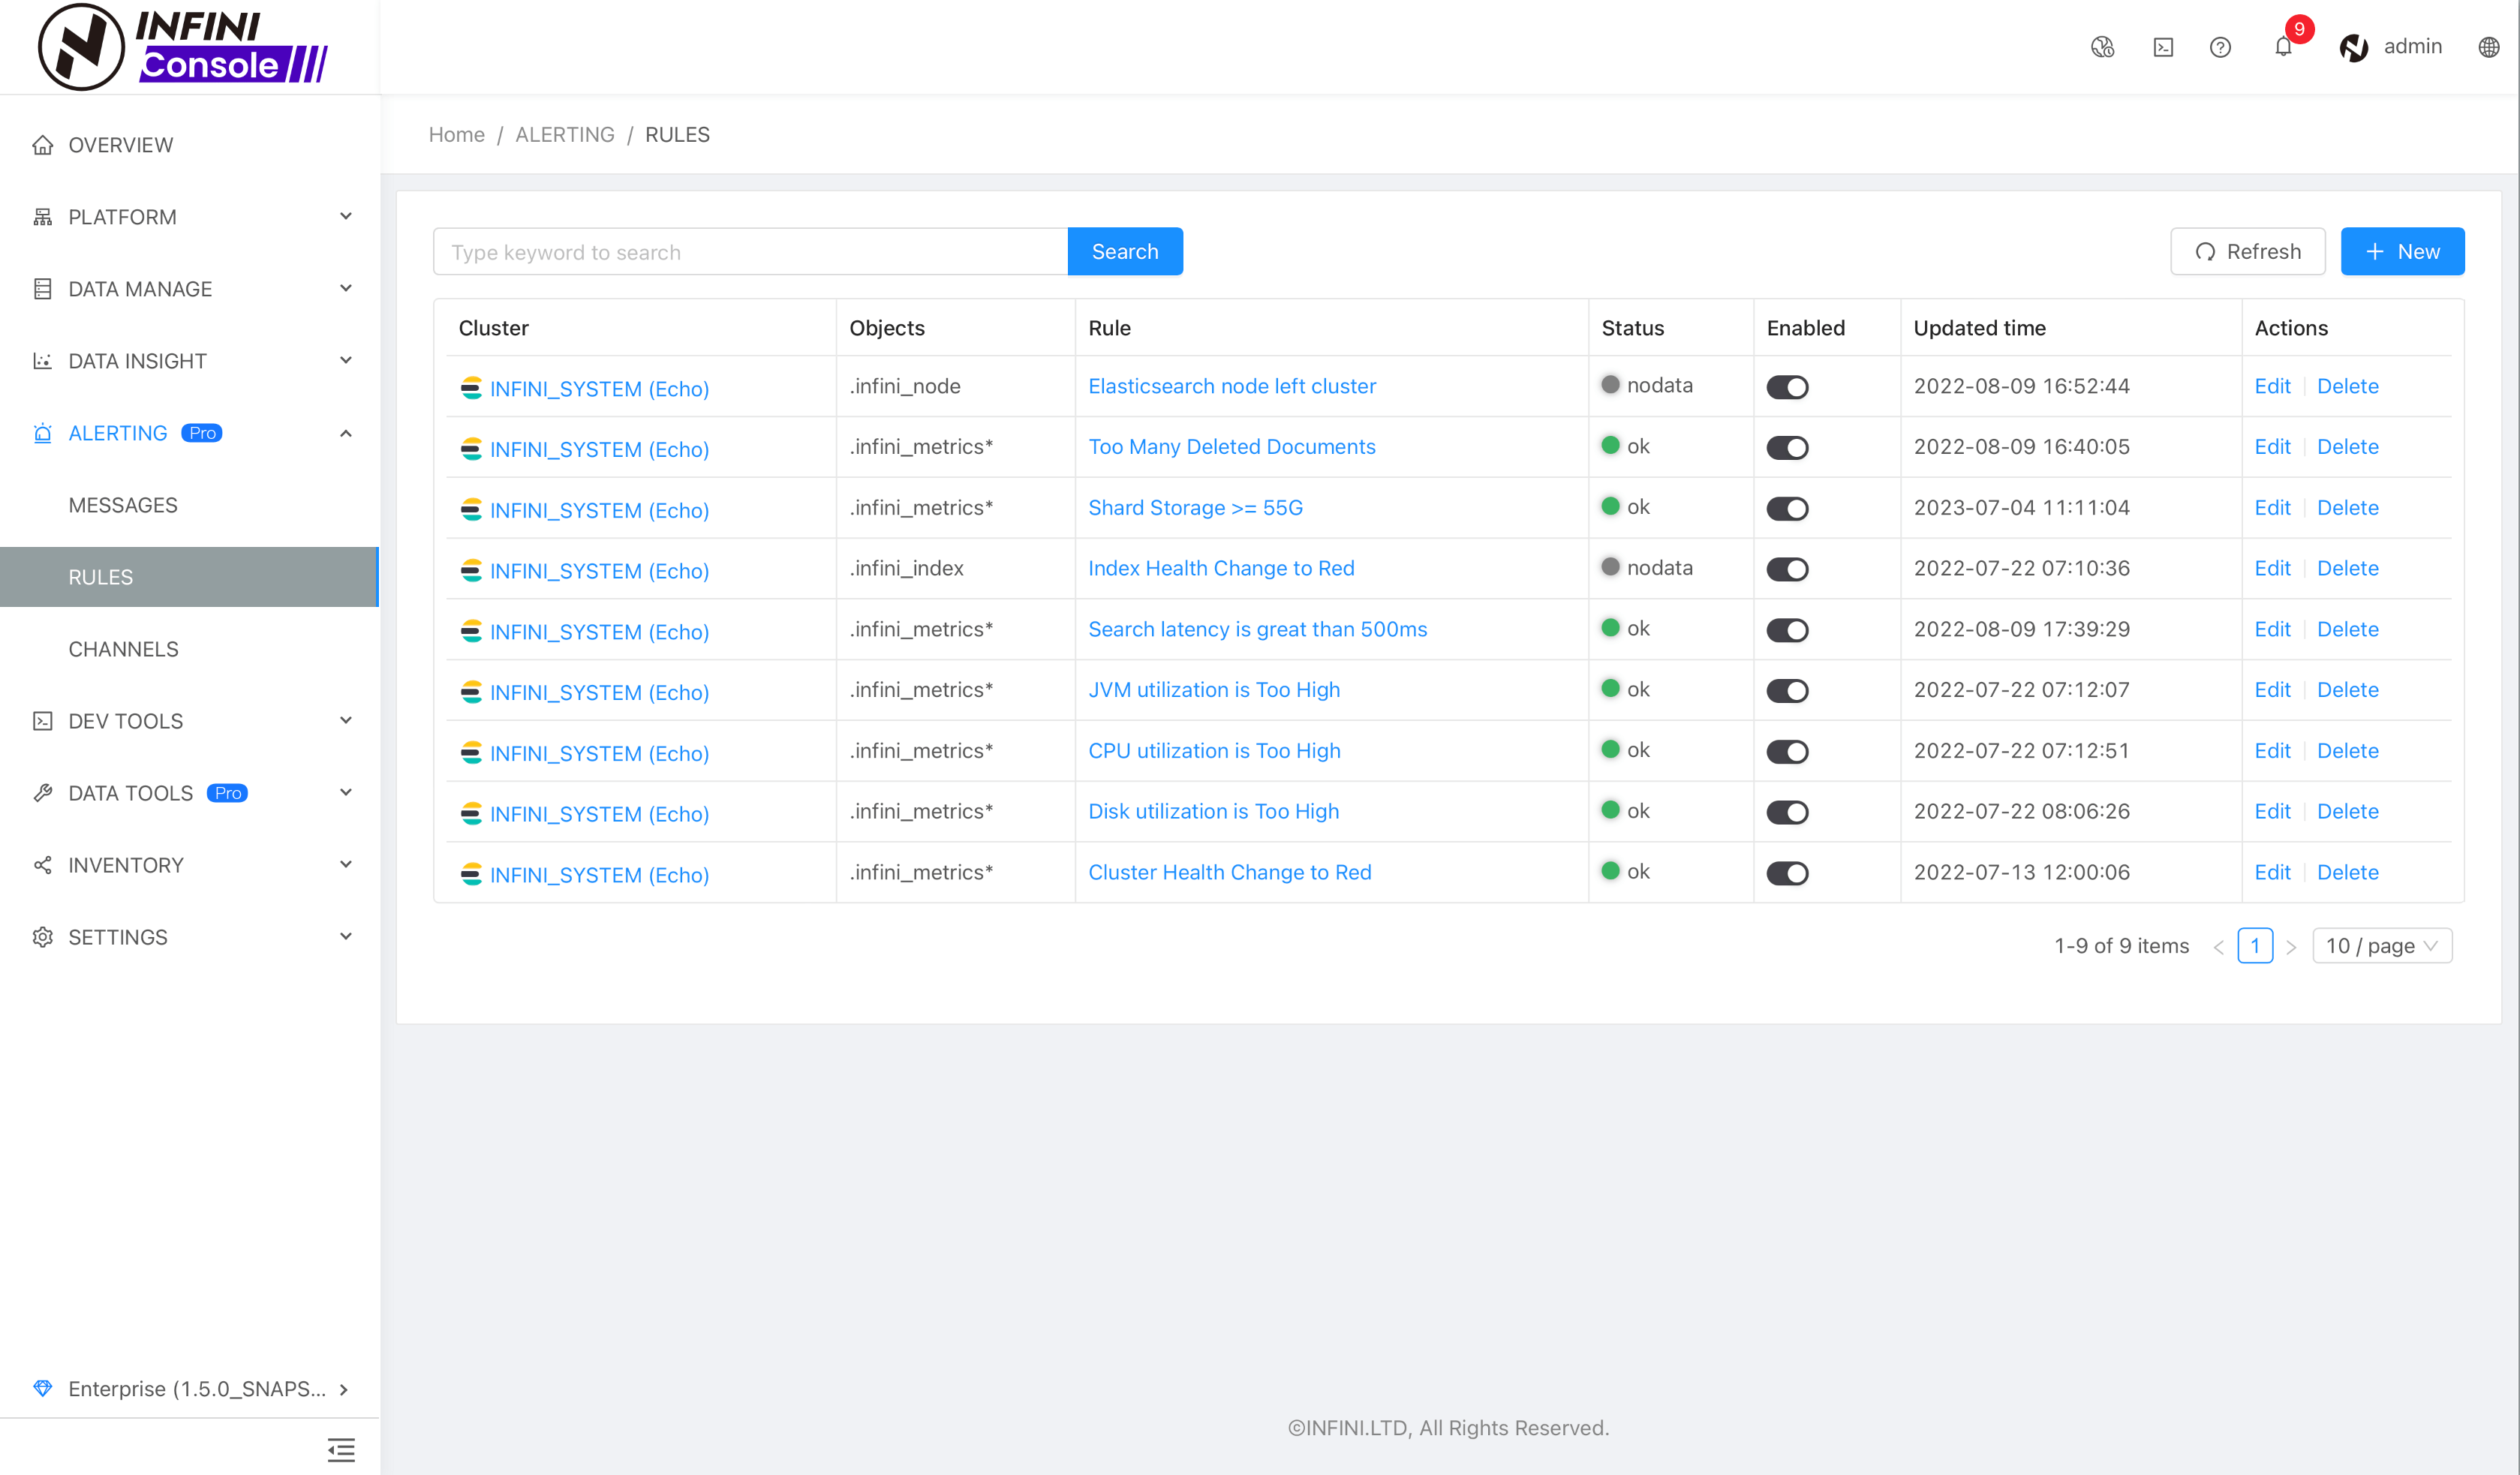 INFINI
Console
9
admin
OVERVIEW
PLATFORM
DATA MANAGE
DATA INSIGHT
ALERTING Pro
MESSAGES
RULES
CHANNELS
DEV TOOLS
DATA TOOLS Pro
INVENTORY
SETTINGS
Enterprise (1.5.0_SNAPS...
Home / ALERTING / RULES
Type keyword to search Search Refresh + New
Cluster Objects Rule Status Enabled Updated time Actions
INFINI_SYSTEM (Echo) .infini_node Elasticsearch node left cluster nodata 2022-08-09 16:52:44 Edit Delete
INFINI_SYSTEM (Echo) .infini_metrics* Too Many Deleted Documents ok 2022-08-09 16:40:05 Edit Delete
INFINI_SYSTEM (Echo) .infini_metrics* Shard Storage >= 55G ok 2023-07-04 11:11:04 Edit Delete
INFINI_SYSTEM (Echo) .infini_index Index Health Change to Red nodata 2022-07-22 07:10:36 Edit Delete
INFINI_SYSTEM (Echo) .infini_metrics* Search latency is great than 500ms ok 2022-08-09 17:39:29 Edit Delete
INFINI_SYSTEM (Echo) .infini_metrics* JVM utilization is Too High ok 2022-07-22 07:12:07 Edit Delete
INFINI_SYSTEM (Echo) .infini_metrics* CPU utilization is Too High ok 2022-07-22 07:12:51 Edit Delete
INFINI_SYSTEM (Echo) .infini_metrics* Disk utilization is Too High ok 2022-07-22 08:06:26 Edit Delete
INFINI_SYSTEM (Echo) .infini_metrics* Cluster Health Change to Red ok 2022-07-13 12:00:06 Edit Delete
1-9 of 9 items < 1 > 10 / page
©INFINI.LTD, All Rights Reserved.